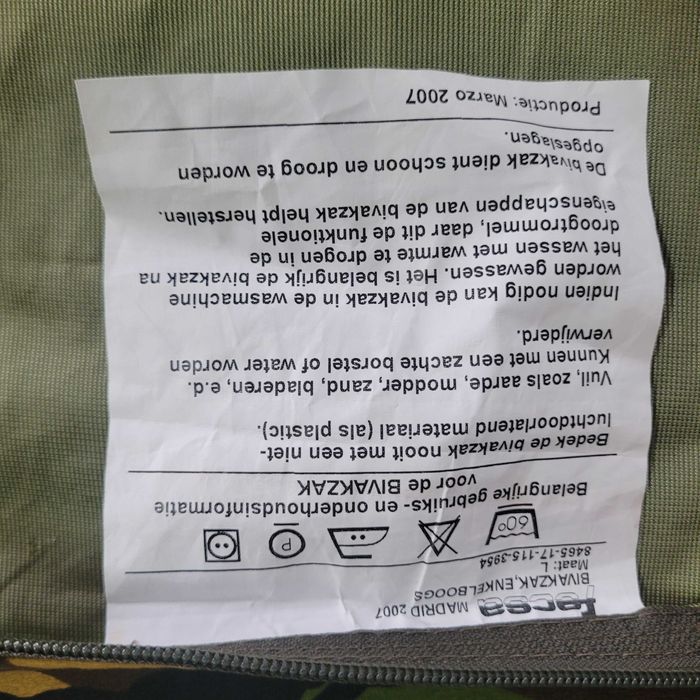 fecsa MADRID 2007
BIVAKZAK,ENKELBOOGS
Maat: L
8465-17-115-3954
60° P
Belangrijke gebruiks- en onderhoudsinformatie
voor de BIVAKZAK
Bedek de bivakzak nooit met een niet-
luchtdoorlatend materiaal (als plastic).
Vuil, zoals aarde, modder, zand, bladeren, e.d.
Kunnen met een zachte borstel of water worden
verwijderd.
Indien nodig kan de bivakzak in de wasmachine
worden gewassen. Het is belangrijk de bivakzak na
het wassen met warmte te drogen in de
droogtrommel, daar dit de funktionele
eigenschappen van de bivakzak helpt herstellen.
De bivakzak dient schoon en droog te worden
opgeslagen.
Productie: Marzo 2007